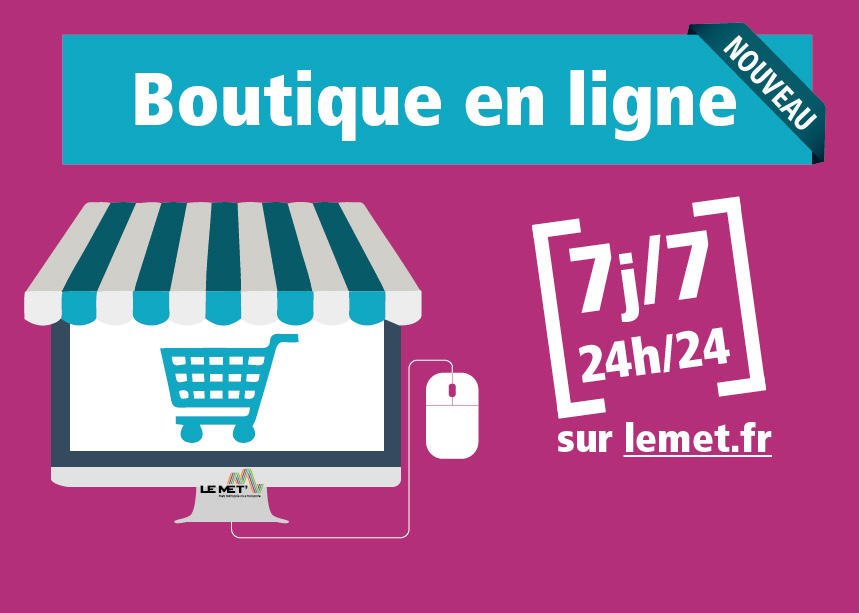 Boutique en ligne
NOUVEAU
7j/7
24h/24
sur lemet.fr
LE MET'